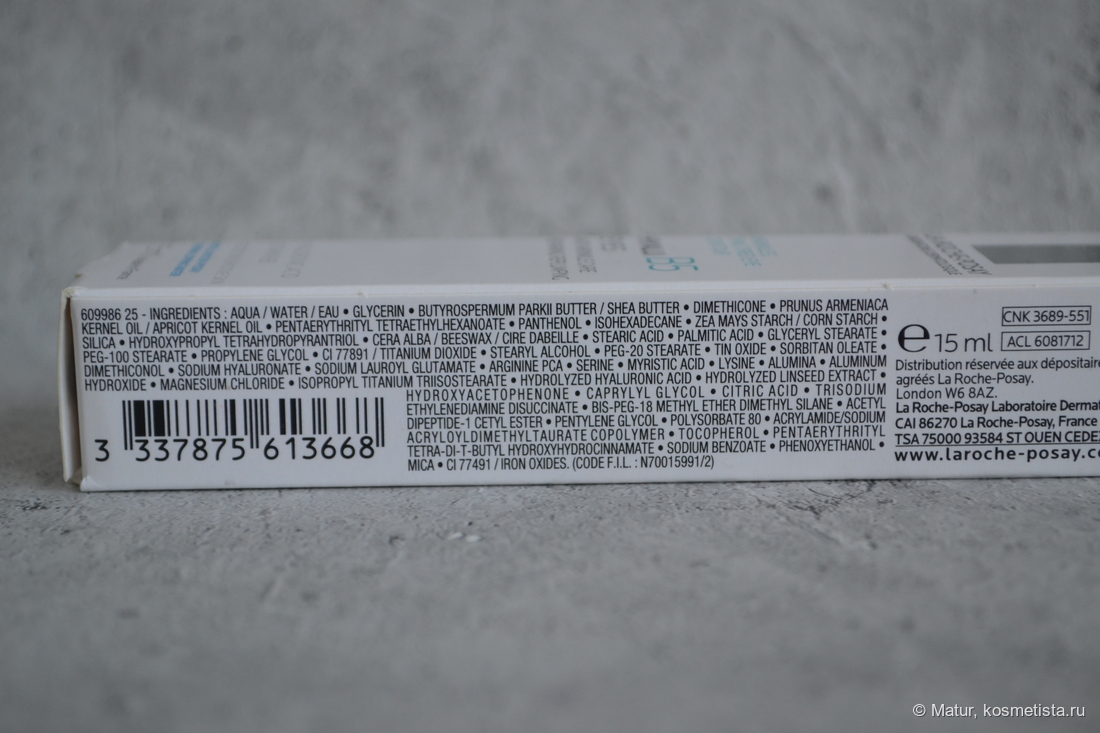 609986 25 - INGREDIENTS : AQUA / WATER / EAU • GLYCERIN • BUTYROSPERMUM PARKII BUTTER / SHEA BUTTER • DIMETHICONE • PRUNUS ARMENIACA
KERNEL OIL / APRICOT KERNEL OIL • PENTAERYTHRITYL TETRAETHYLHEXANOATE • PANTHENOL • ISOHEXADECANE • ZEA MAYS STARCH / CORN STARCH •
SILICA • HYDROXYPROPYL TETRAHYDROPYRANTRIOL • CERA ALBA / BEESWAX / CIRE DABEILLE • STEARIC ACID • PALMITIC ACID • GLYCERYL STEARATE •
PEG-100 STEARATE • PROPYLENE GLYCOL • CI 77891 / TITANIUM DIOXIDE • STEARYL ALCOHOL • PEG-20 STEARATE • TIN OXIDE • SORBITAN OLEATE •
DIMETHICONOL • SODIUM HYALURONATE • SODIUM LAUROYL GLUTAMATE • ARGININE PCA • SERINE • MYRISTIC ACID • LYSINE • ALUMINA • ALUMINUM
HYDROXIDE • MAGNESIUM CHLORIDE • ISOPROPYL TITANIUM TRIISOSTEARATE • HYDROLYZED HYALURONIC ACID • HYDROLYZED LINSEED EXTRACT •
HYDROXYACETOPHENONE • CAPRYLYL GLYCOL • CITRIC ACID • TRISODIUM
ETHYLENEDIAMINE DISUCCINATE • BIS-PEG-18 METHYL ETHER DIMETHYL SILANE • ACETYL
DIPEPTIDE-1 CETYL ESTER • PENTYLENE GLYCOL • POLYSORBATE 80 • ACRYLAMIDE/SODIUM
ACRYLOYLDIMETHYLTAURATE COPOLYMER • TOCOPHEROL • PENTAERYTHRITYL
TETRA-DI-T-BUTYL HYDROXYHYDROCINNAMATE • SODIUM BENZOATE • PHENOXYETHANOL •
MICA • CI 77491 / IRON OXIDES. (CODE F.I.L. : N70015991/2)
3 337875 613668
CNK 3689-551
ACL 6081712
e 15 ml
Distribution réservée aux dépositaire
agréés La Roche-Posay.
London W6 8AZ.
La Roche-Posay Laboratoire Dermat
CAI 86270 La Roche-Posay, France
TSA 75000 93584 ST OUEN CEDEX
www.laroche-posay.co
B5
© Matur, kosmetista.ru